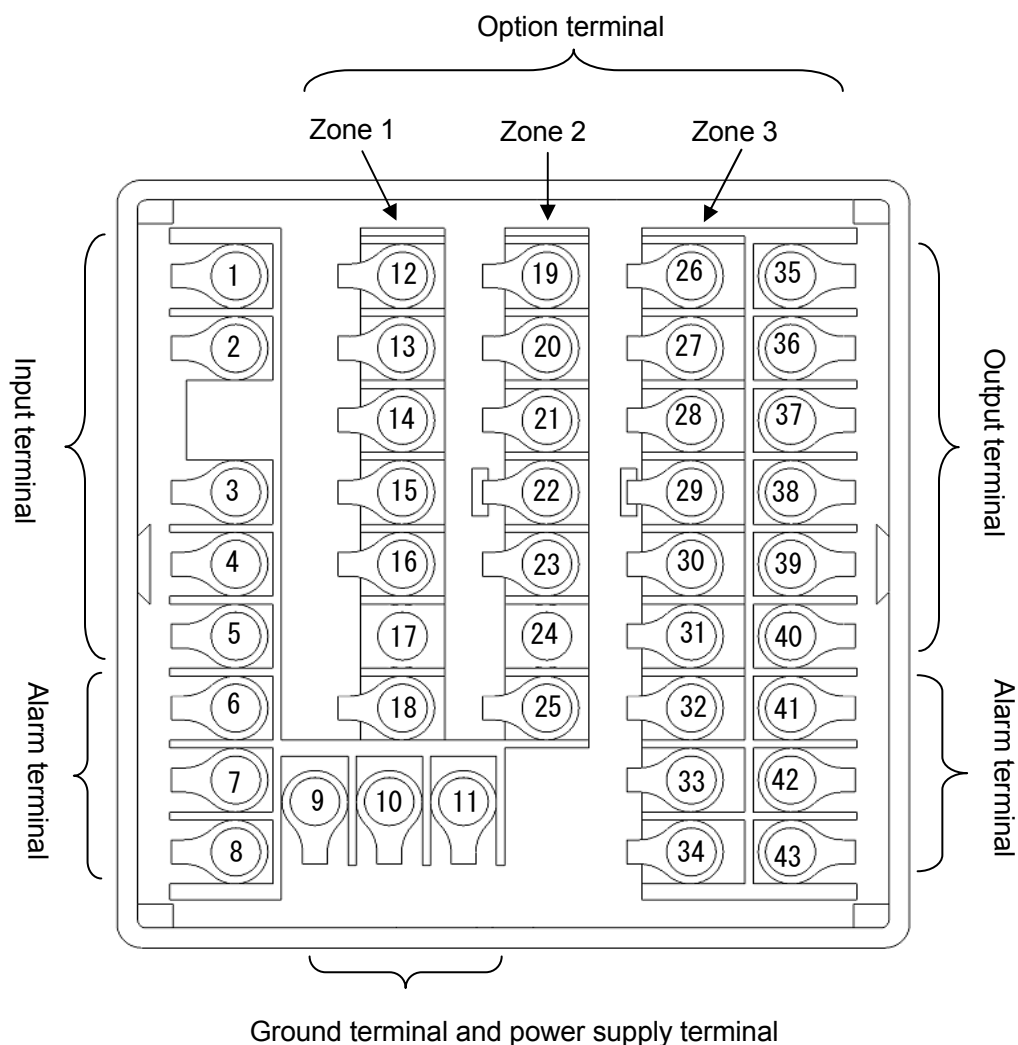 Option terminal
Zone 1 Zone 2 Zone 3
1 12 19 26 35
2 13 20 27 36
14 21 28 37
3 15 22 29 38
4 16 23 30 39
5 17 24 31 40
6 18 25 32 41
7 33 42
9 10 11
8 34 43
Input terminal
Alarm terminal
Output terminal
Alarm terminal
Ground terminal and power supply terminal